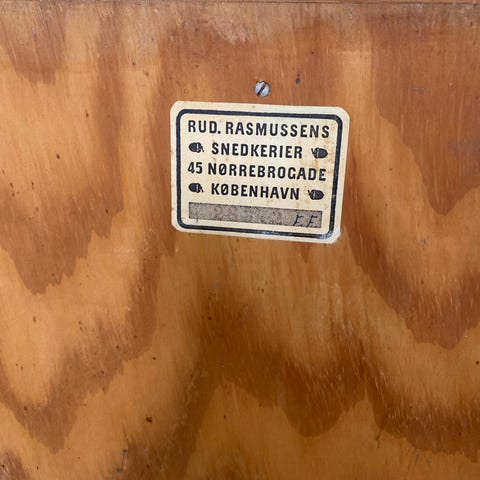 RUD. RASMUSSENS
SNEDKERIER
45 NØRREBROGADE
KØBENHAVN